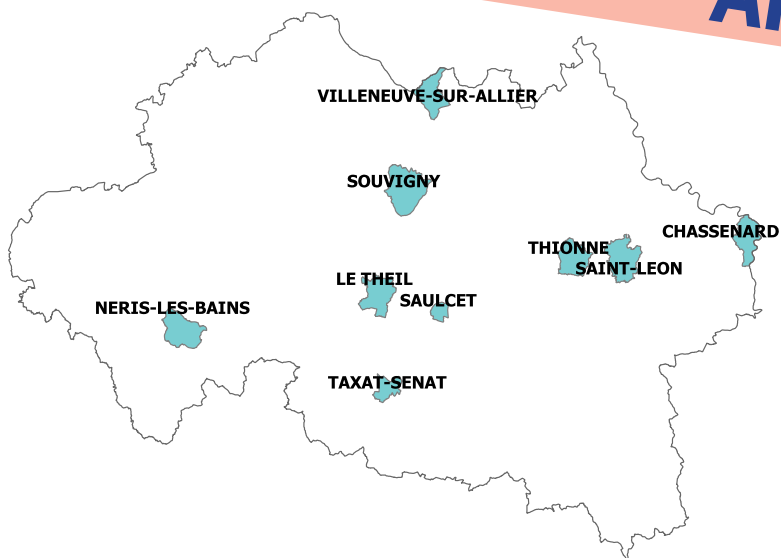 VILLENEUVE-SUR-ALLIER
SOUVIGNY
CHASSENARD
THIONNE
SAINT-LEON
LE THEIL
SAULCET
NERIS-LES-BAINS
TAXAT-SENAT